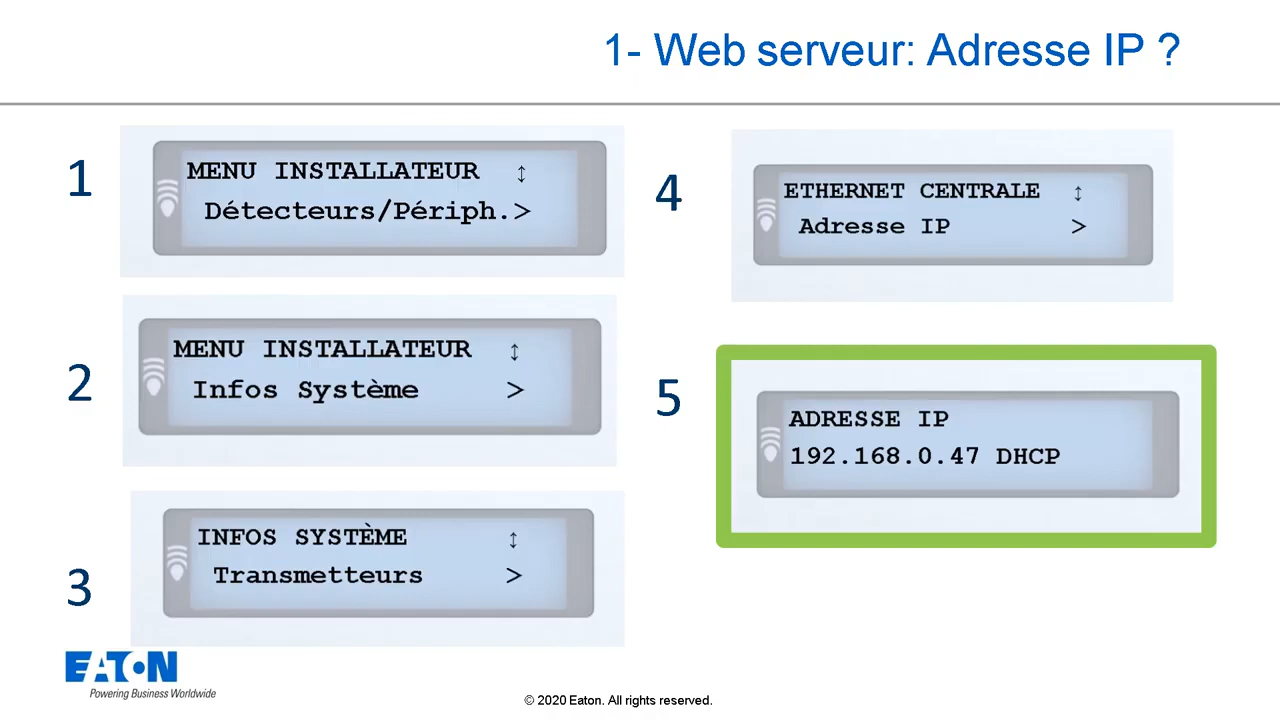 1- Web serveur: Adresse IP ?
1
MENU INSTALLATEUR ↕
Détecteurs/Périph.>
2
MENU INSTALLATEUR ↕
Infos Système >
3
INFOS SYSTÈME ↕
Transmetteurs >
4
ETHERNET CENTRALE ↕
Adresse IP >
5
ADRESSE IP
192.168.0.47 DHCP
EATON
Powering Business Worldwide
© 2020 Eaton. All rights reserved.